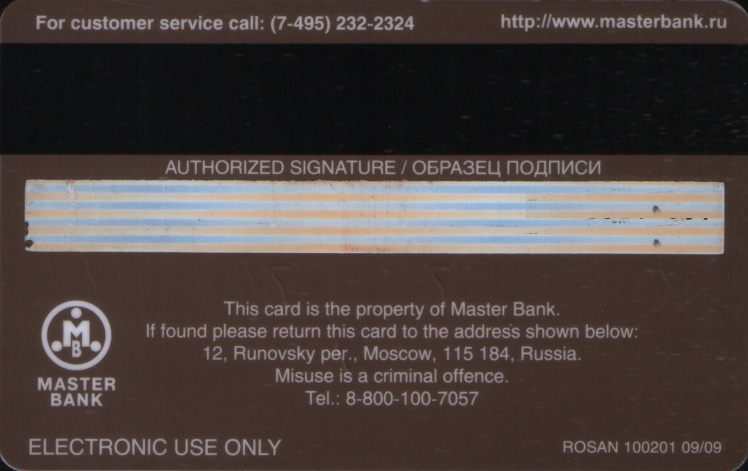 For customer service call: (7-495) 232-2324 http://www.masterbank.ru
AUTHORIZED SIGNATURE / ОБРАЗЕЦ ПОДПИСИ
This card is the property of Master Bank.
If found please return this card to the address shown below:
12, Runovsky per., Moscow, 115 184, Russia.
Misuse is a criminal offence.
Tel.: 8-800-100-7057
M
B
MASTER
BANK
ELECTRONIC USE ONLY ROSAN 100201 09/09